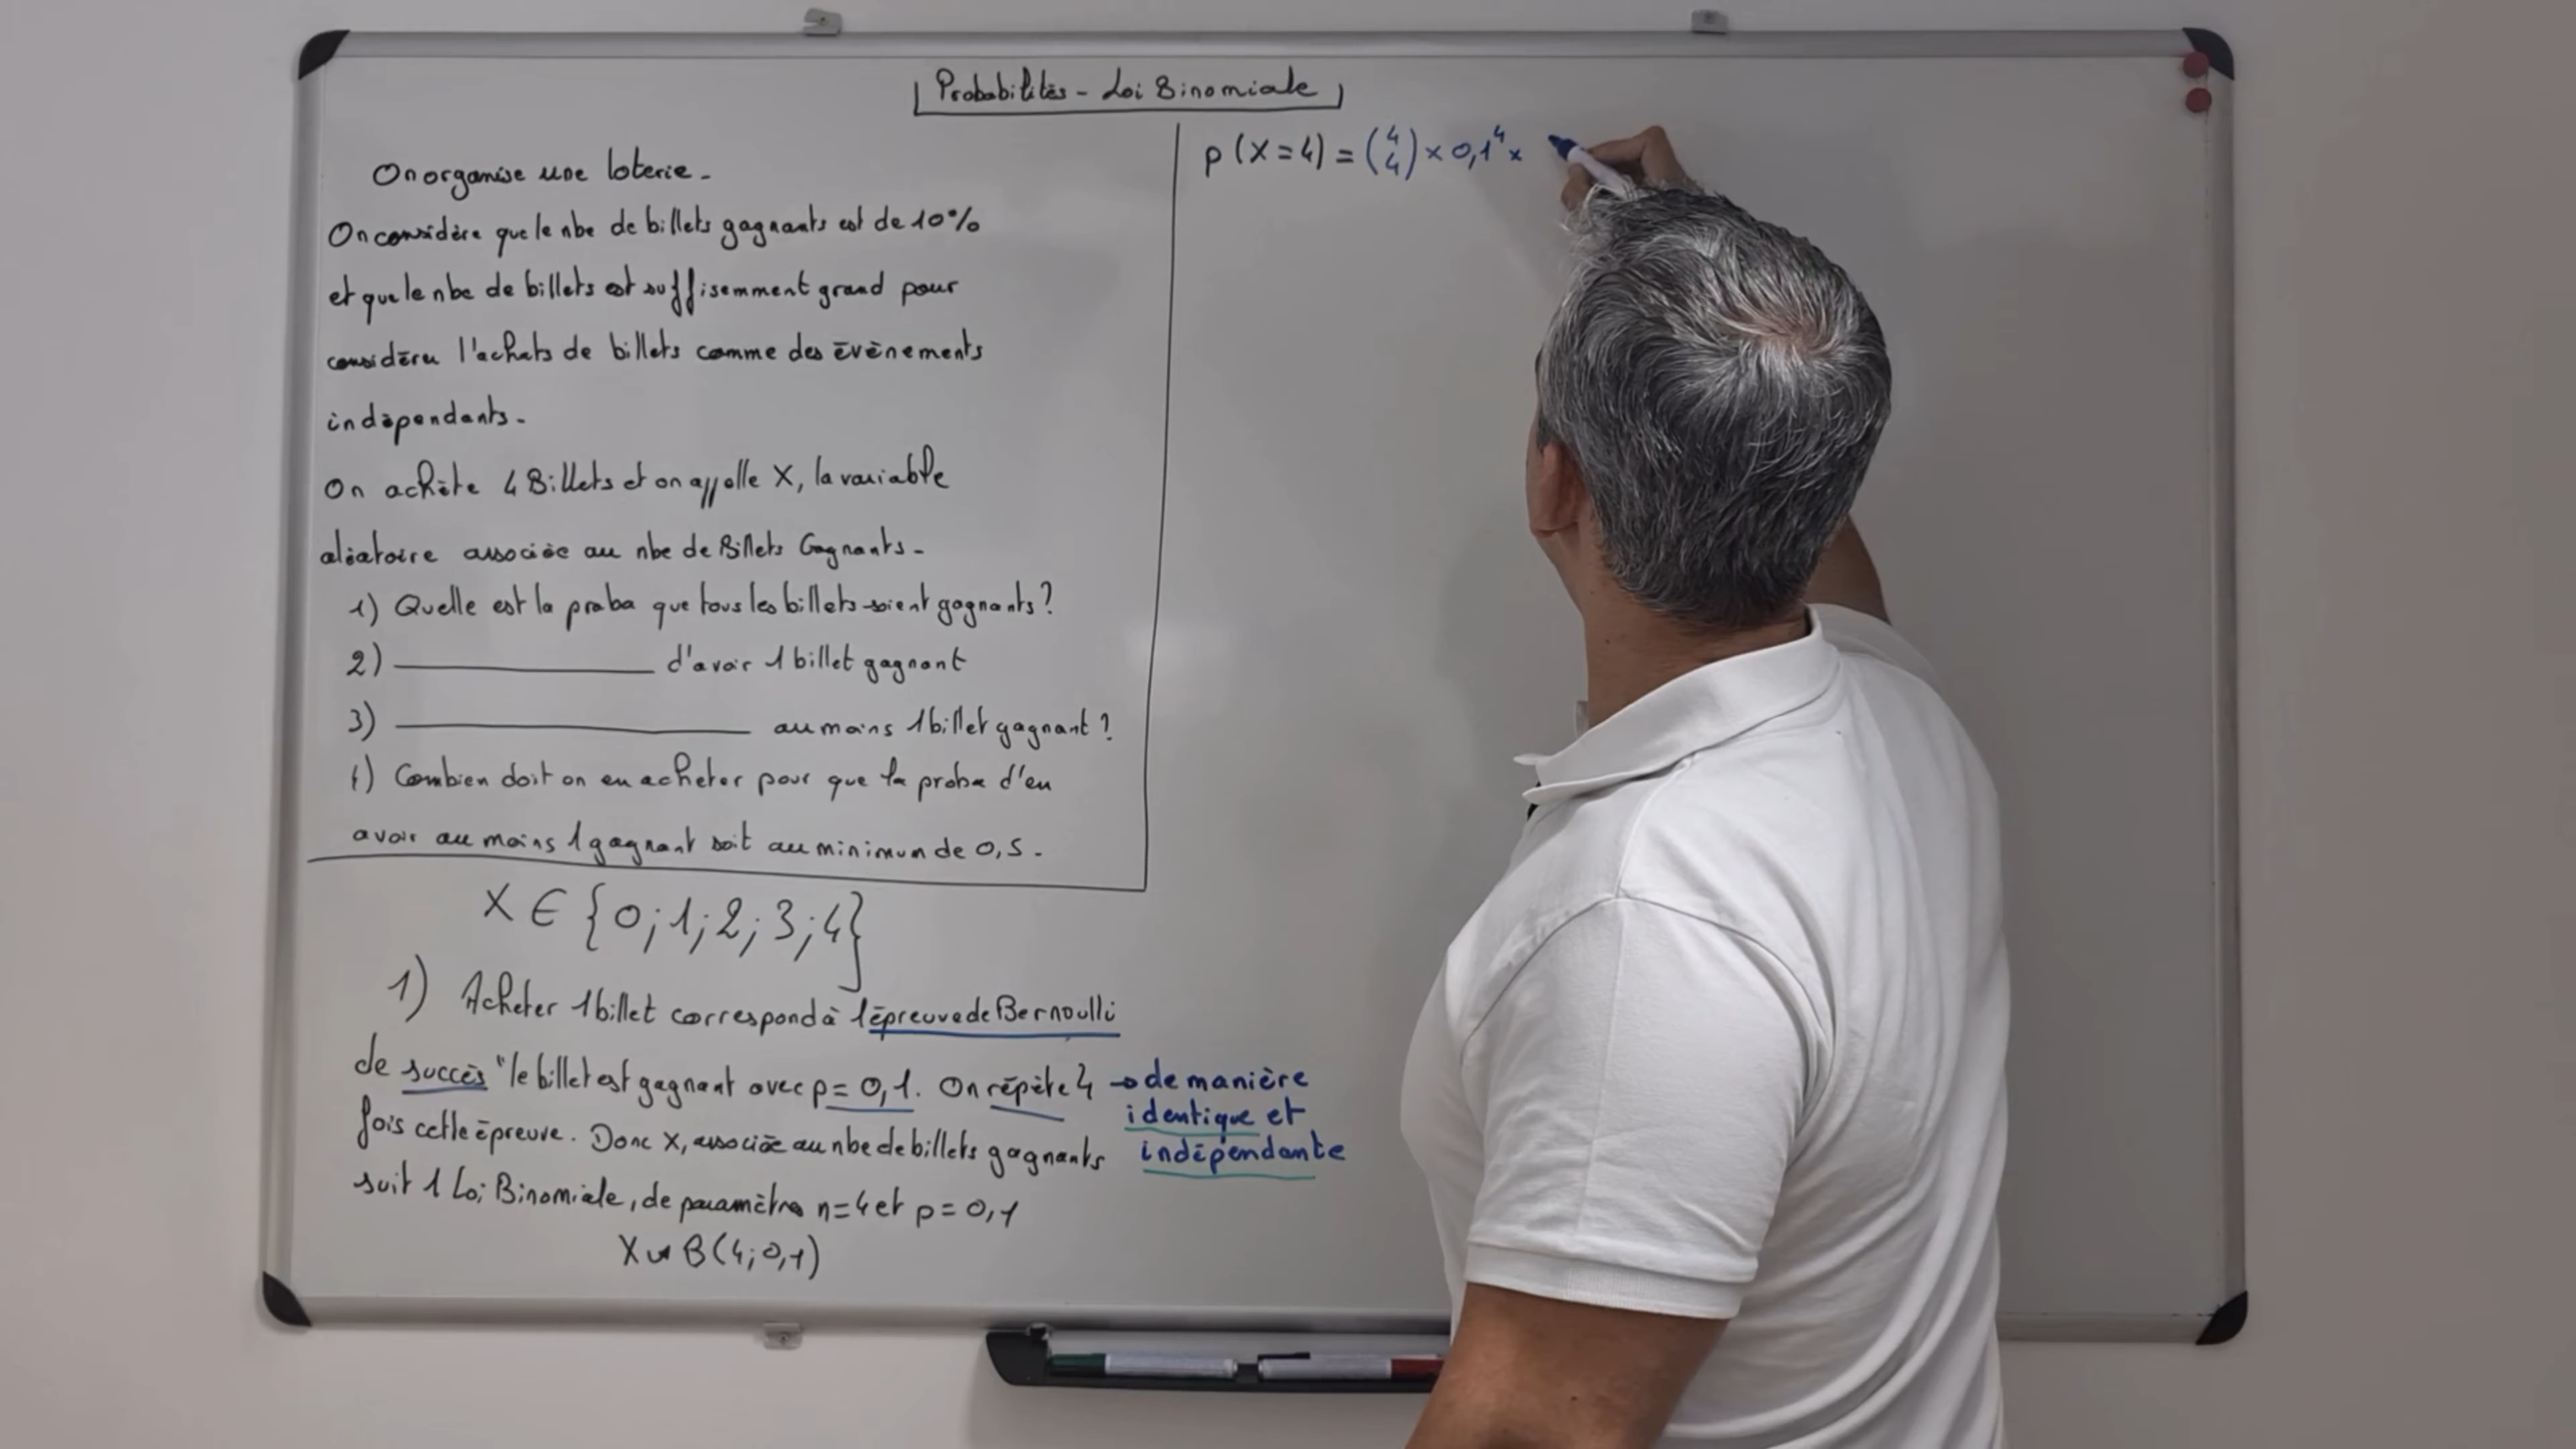 Probabilités - Loi Binomiale
On organise une loterie -
On considère que le nbe de billets gagnants est de 10%
et que le nbe de billets est suffisemment grand pour
considérer l'achats de billets comme des évènements
indépendants -
On achète 4 Billets et on appelle X, la variable
aléatoire associée au nbe de Billets Gagnants -
1) Quelle est la proba que tous les billets soient gagnants ?
2) __________ d'avoir 1 billet gagnant
3) __________ au moins 1 billet gagnant ?
4) Combien doit on en acheter pour que la proba d'en
avoir au moins 1 gagnant soit au minimum de 0,5 -
X ∈ {0; 1; 2; 3; 4}
1) Acheter 1 billet correspond à 1 épreuve de Bernoulli
de succès "le billet est gagnant avec p = 0,1. On répète 4 → de manière
identique et
fois cette épreuve. Donc X, associée au nbe de billets gagnants
indépendante
suit 1 Loi Binomiale, de paramètres n=4 et p = 0,1
X ↝ B(4; 0,1)
p(X=4) = (4 4) × 0,1⁴ ×